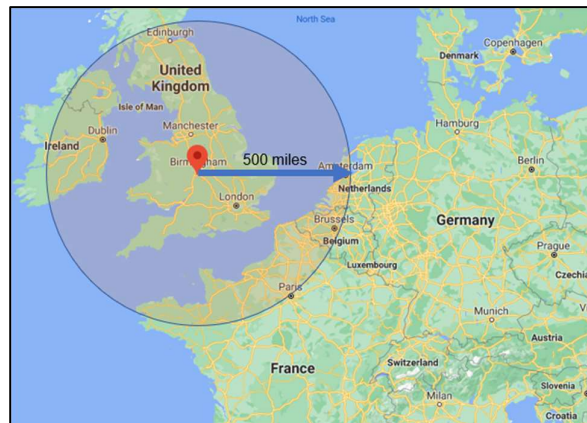 North Sea
Edinburgh
Copenhagen
Denmark
United
Kingdom
Isle of Man
Hamburg
Manchester
Dublin
Ireland
Birmingham
500 miles
Amsterdam
Berlin
Netherlands
London
Brussels
Germany
Belgium
Prague
Luxembourg
Czechi
Paris
Munich
Austria
France
Switzerland
Slovenia
Milan
Croatia